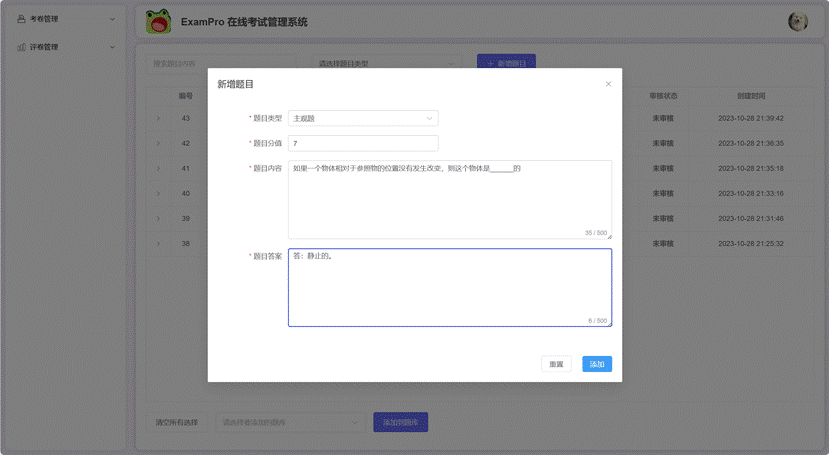 考卷管理
评卷管理
ExamPro 在线考试管理系统
搜索题目内容
请选择题目类型
+ 新增题目
编号
审核状态
创建时间
43
未审核
2023-10-28 21:39:42
42
未审核
2023-10-28 21:36:35
41
未审核
2023-10-28 21:35:18
40
未审核
2023-10-28 21:33:16
39
未审核
2023-10-28 21:31:46
38
未审核
2023-10-28 21:25:32
新增题目
* 题目类型
主观题
* 题目分值
7
* 题目内容
如果一个物体相对于参照物的位置没有发生改变，则这个物体是______的
35 / 500
* 题目答案
答：静止的。
6 / 500
重置
添加
清空所有选择
请选择要添加的题库
添加到题库